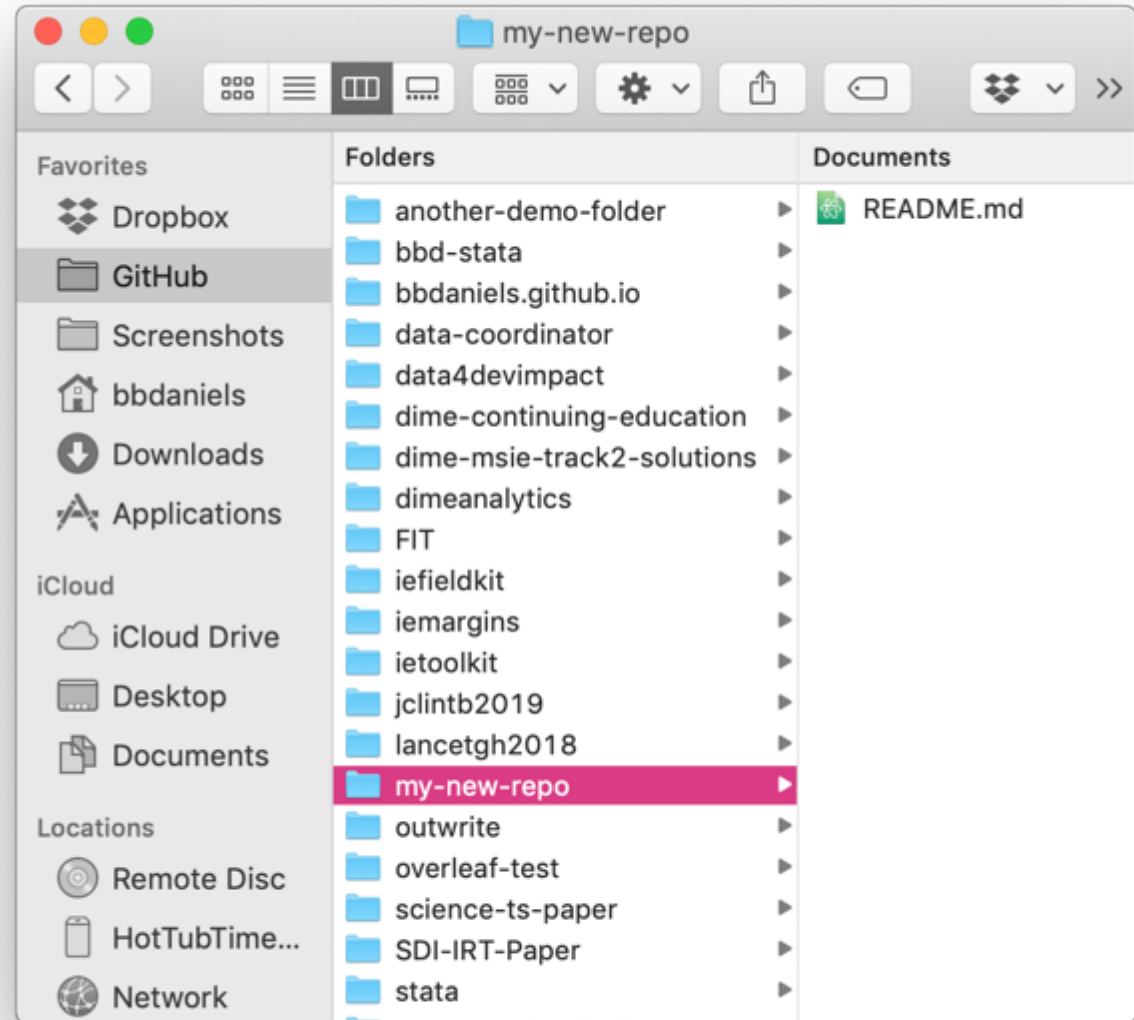 my-new-repo
Favorites
Dropbox
GitHub
Screenshots
bbdaniels
Downloads
Applications
iCloud
iCloud Drive
Desktop
Documents
Locations
Remote Disc
HotTubTime...
Network
Folders
another-demo-folder
bbd-stata
bbdaniels.github.io
data-coordinator
data4devimpact
dime-continuing-education
dime-msie-track2-solutions
dimeanalytics
FIT
iefieldkit
iemargins
ietoolkit
jclintb2019
lancetgh2018
my-new-repo
outwrite
overleaf-test
science-ts-paper
SDI-IRT-Paper
stata
Documents
README.md